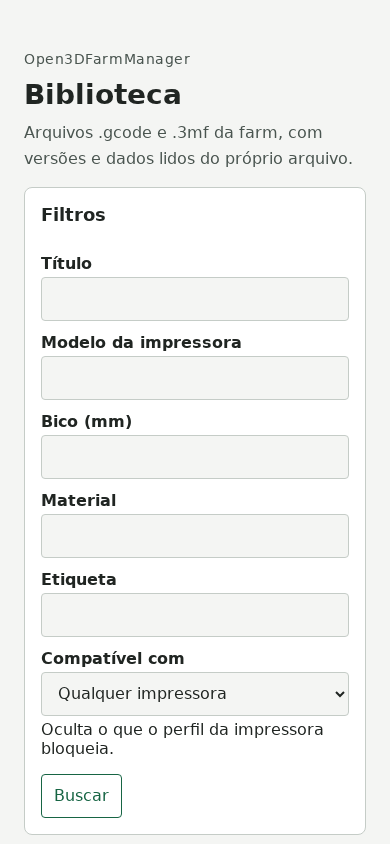 Open3DFarmManager
Biblioteca
Arquivos .gcode e .3mf da farm, com
versões e dados lidos do próprio arquivo.
Filtros
Título
Modelo da impressora
Bico (mm)
Material
Etiqueta
Compatível com
Qualquer impressora
Oculta o que o perfil da impressora
bloqueia.
Buscar